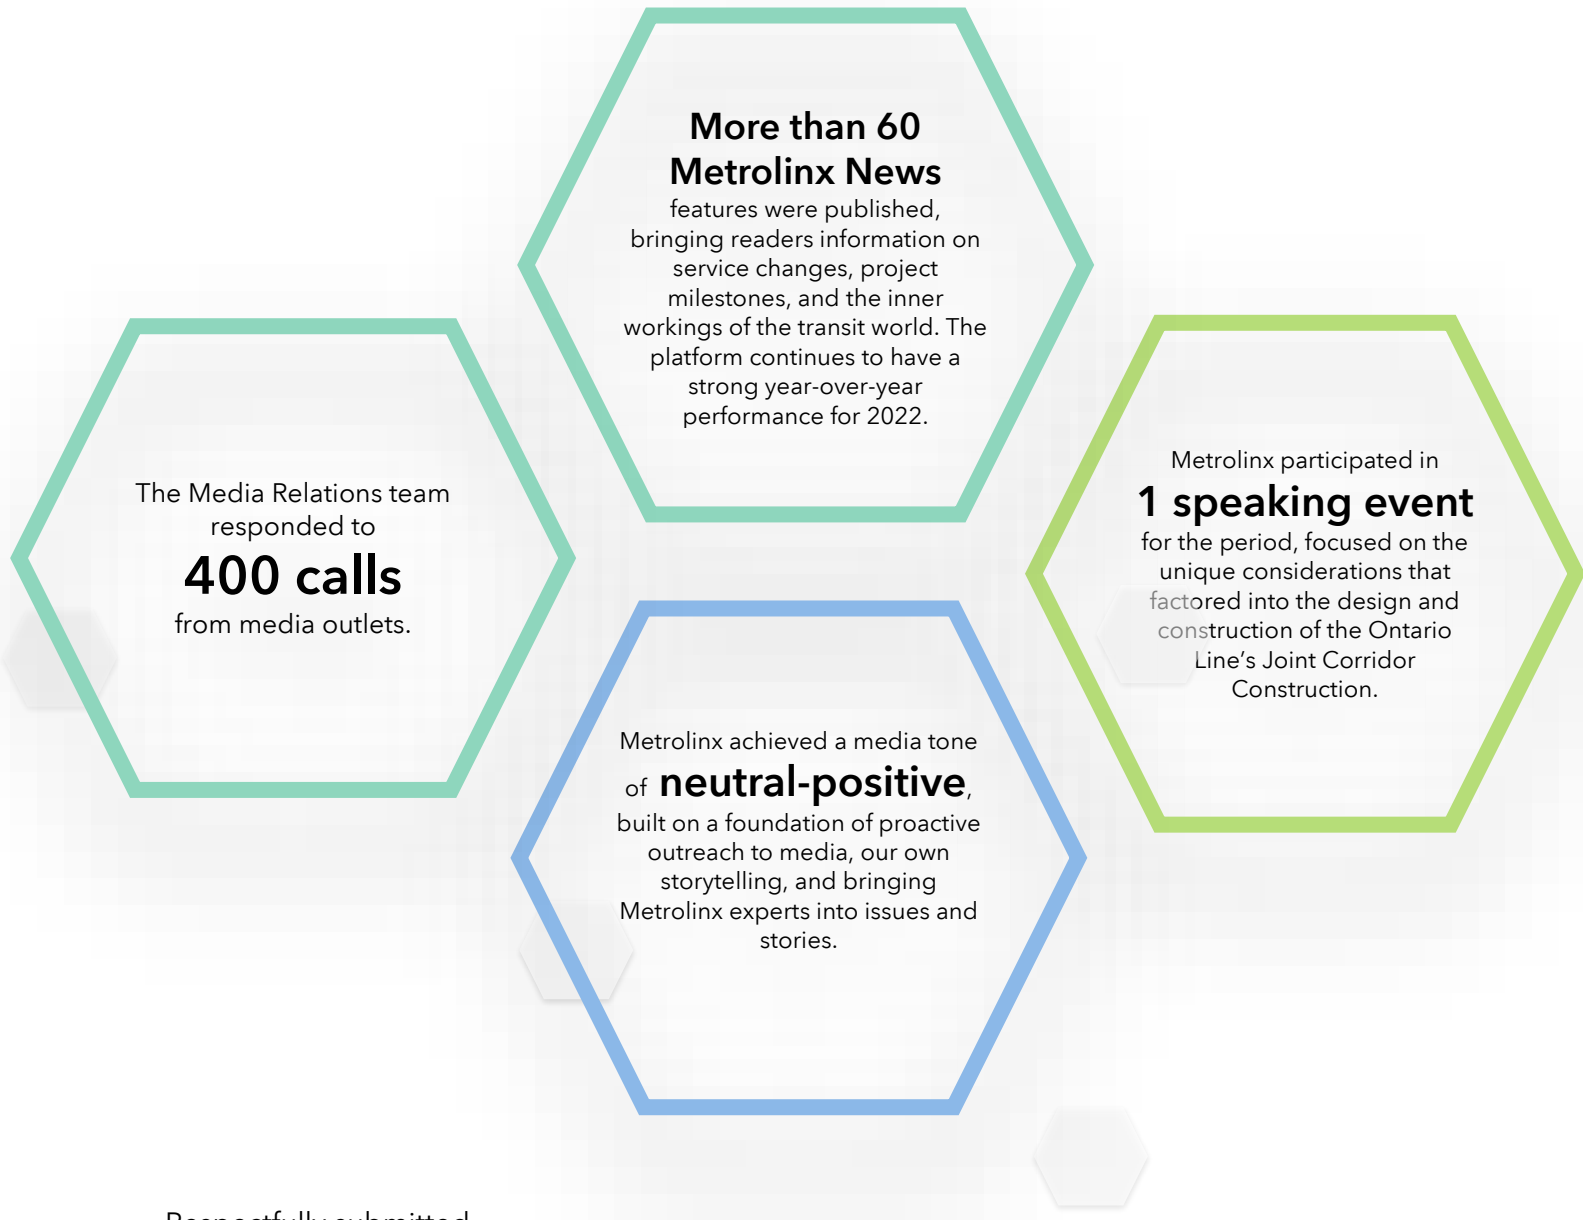 More than 60
Metrolinx News
features were published,
bringing readers information on
service changes, project
milestones, and the inner
workings of the transit world. The
platform continues to have a
strong year-over-year
performance for 2022.
The Media Relations team
responded to
400 calls
from media outlets.
Metrolinx participated in
1 speaking event
for the period, focused on the
unique considerations that
factored into the design and
construction of the Ontario
Line's Joint Corridor
Construction.
Metrolinx achieved a media tone
of neutral-positive,
built on a foundation of proactive
outreach to media, our own
storytelling, and bringing
Metrolinx experts into issues and
stories.
Respectfully submitted